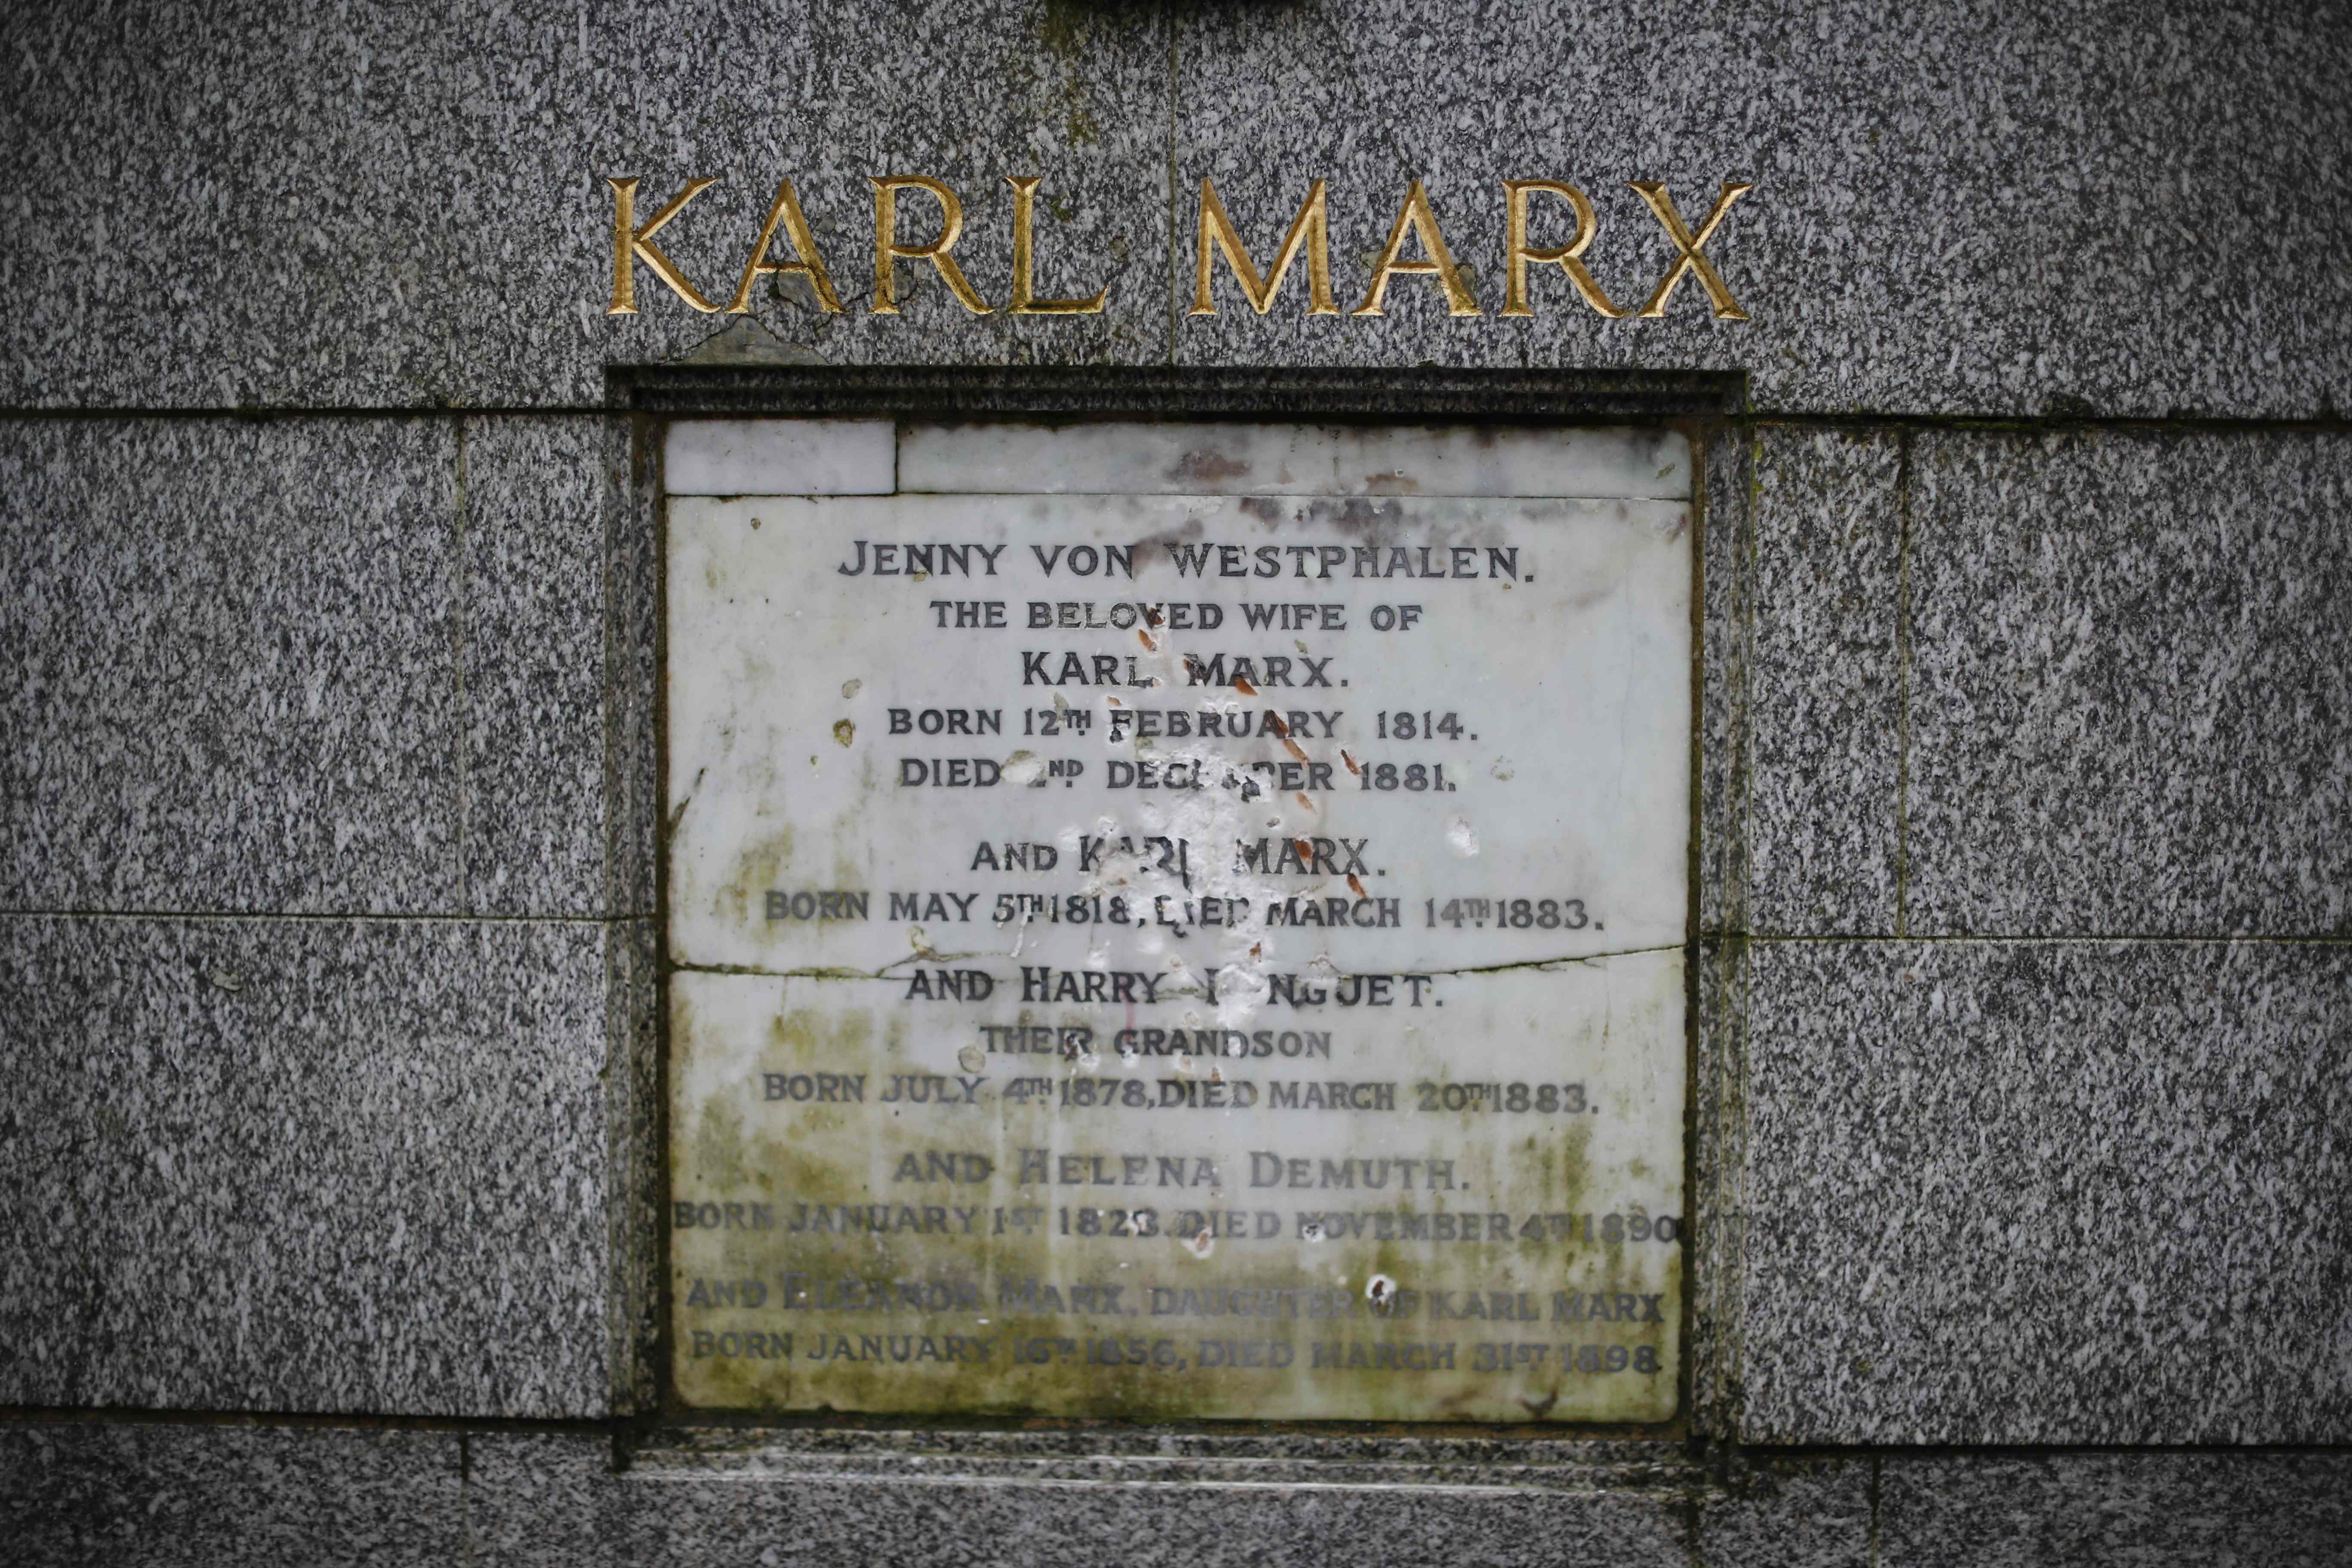 KARL MARX
JENNY VON WESTPHALEN.
THE BELOVED WIFE OF
KARL MARX.
BORN 12TH FEBRUARY 1814.
DIED 2ND DECEMBER 1881.
AND KARL MARX.
BORN MAY 5TH 1818, DIED MARCH 14TH 1883.
AND HARRY LONGUET.
THEIR GRANDSON
BORN JULY 4TH 1878, DIED MARCH 20TH 1883.
AND HELENA DEMUTH.
BORN JANUARY 1ST 1823. DIED NOVEMBER 4TH 1890
AND ELEANOR MARX. DAUGHTER OF KARL MARX
BORN JANUARY 16TH 1856, DIED MARCH 31ST 1898